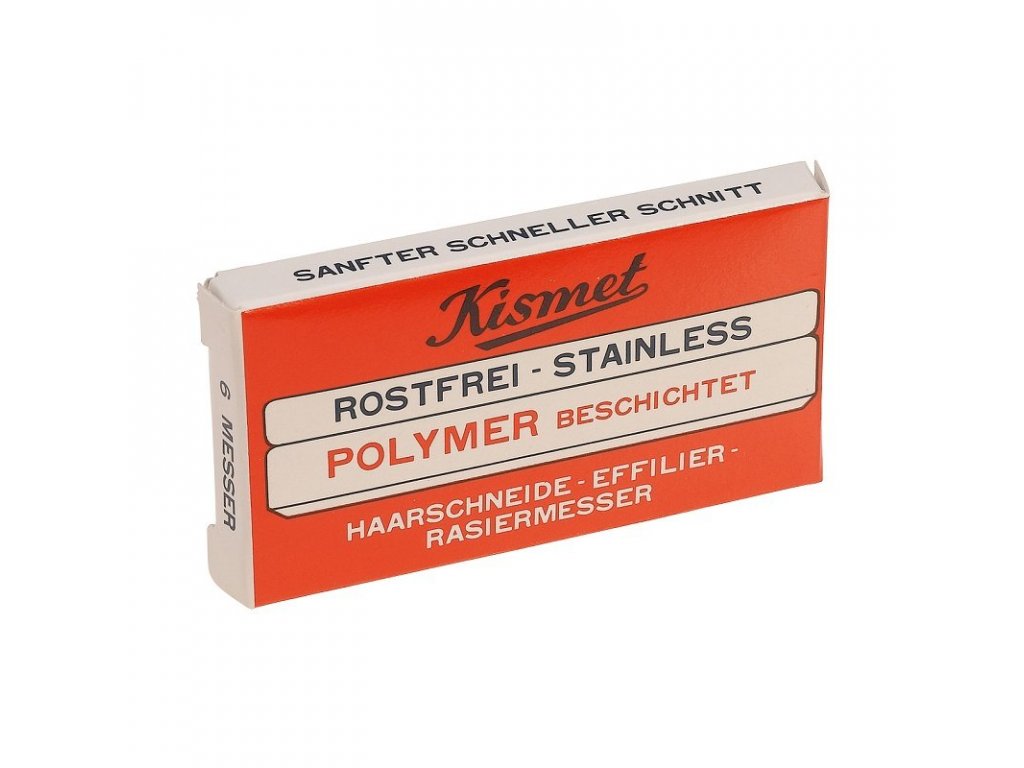 SANFTER SCHNELLER SCHNITT
Kismet
ROSTFREI - STAINLESS
POLYMER BESCHICHTET
HAARSCHNEIDE - EFFILIER -
RASIERMESSER
6 MESSER